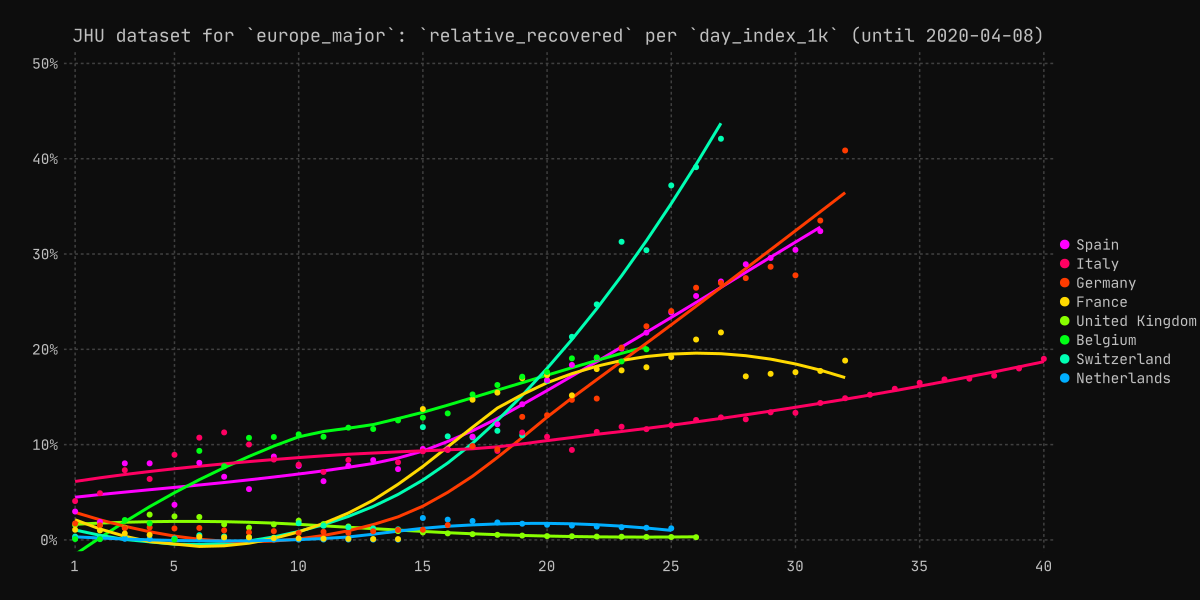 JHU dataset for `europe_major`: `relative_recovered` per `day_index_1k` (until 2020-04-08)
50%
40%
30%
20%
10%
0%
1 5 10 15 20 25 30 35 40
Spain
Italy
Germany
France
United Kingdom
Belgium
Switzerland
Netherlands